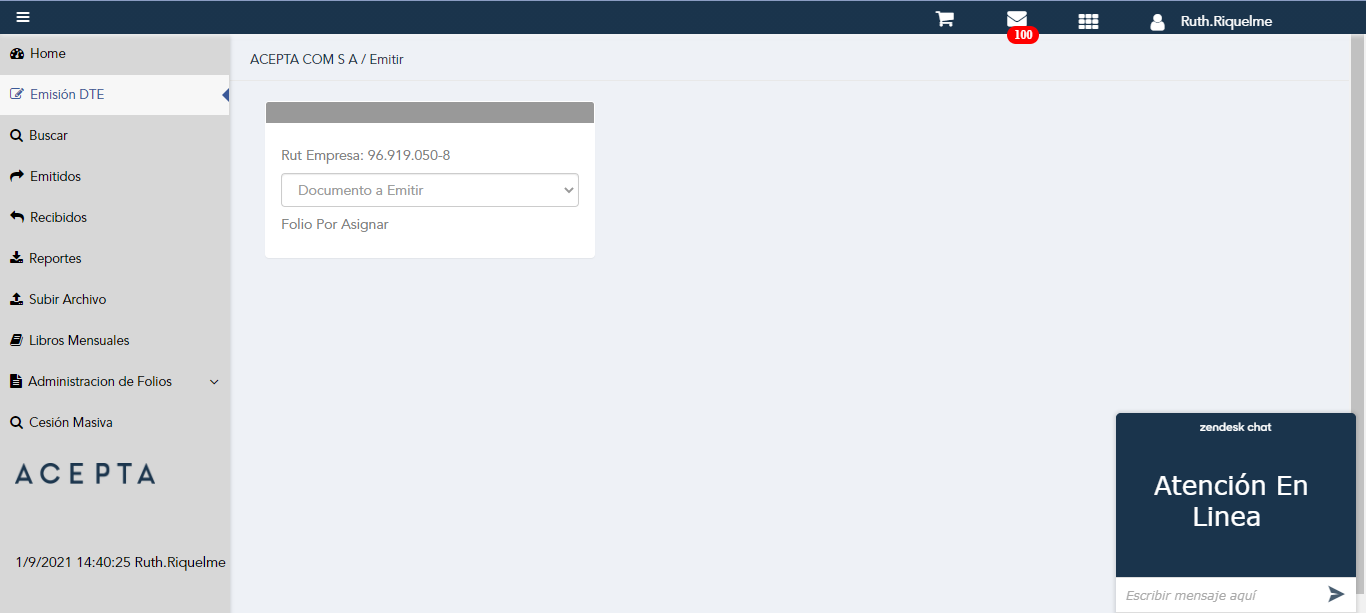 Ruth.Riquelme
100
Home
Emisión DTE
Buscar
Emitidos
Recibidos
Reportes
Subir Archivo
Libros Mensuales
Administracion de Folios
Cesión Masiva
ACEPTA
1/9/2021 14:40:25 Ruth.Riquelme
ACEPTA COM S A / Emitir
Rut Empresa: 96.919.050-8
Documento a Emitir
Folio Por Asignar
zendesk chat
Atención En
Linea
Escribir mensaje aquí